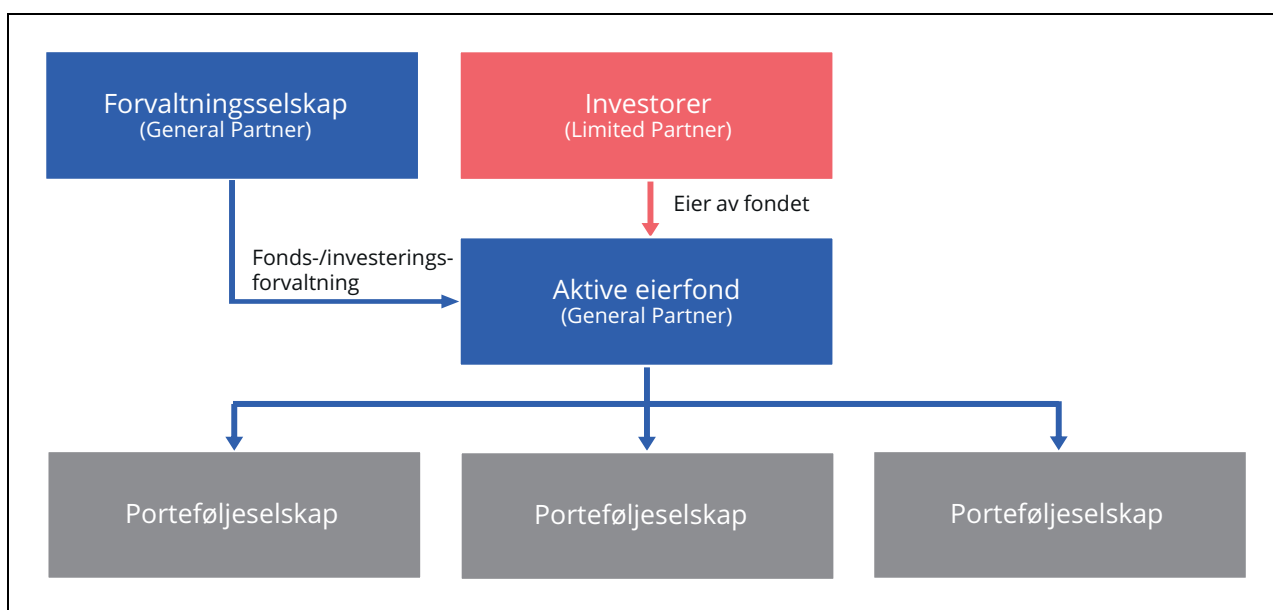 Forvaltningsselskap
(General Partner)
Investorer
(Limited Partner)
Eier av fondet
Fonds-/investerings-
forvaltning
Aktive eierfond
(General Partner)
Porteføljeselskap
Porteføljeselskap
Porteføljeselskap